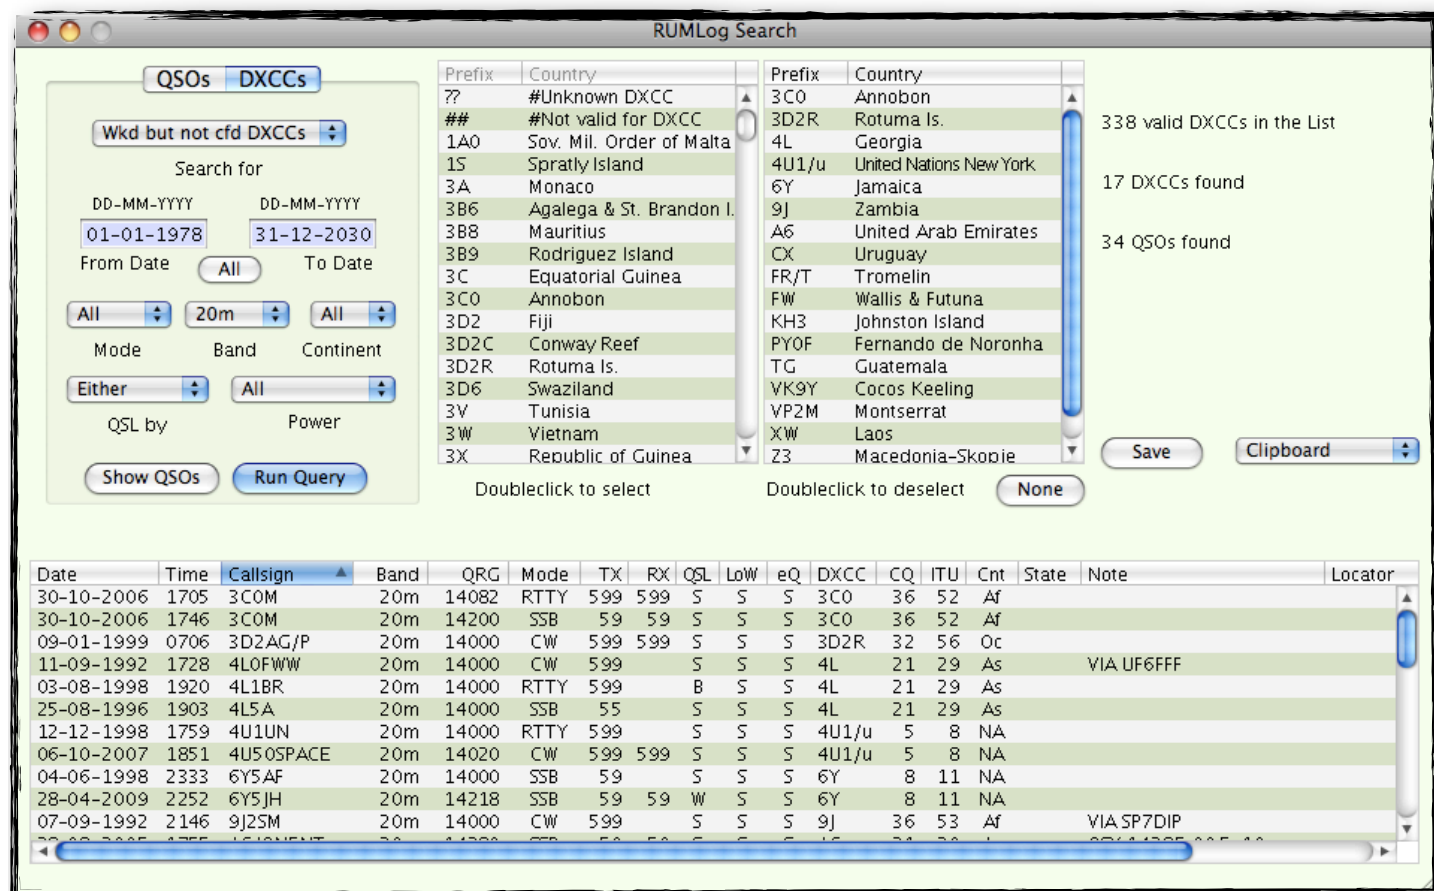 RUMLog Search
QSOs DXCCs
Wkd but not cfd DXCCs
Search for
DD-MM-YYYY DD-MM-YYYY
01-01-1978 31-12-2030
From Date All To Date
All 20m All
Mode Band Continent
Either All
QSL by Power
Show QSOs Run Query
Prefix Country
?? #Unknown DXCC
## #Not valid for DXCC
1A0 Sov. Mil. Order of Malta
1S Spratly Island
3A Monaco
3B6 Agalega & St. Brandon I.
3B8 Mauritius
3B9 Rodriguez Island
3C Equatorial Guinea
3C0 Annobon
3D2 Fiji
3D2C Conway Reef
3D2R Rotuma Is.
3D6 Swaziland
3V Tunisia
3W Vietnam
3X Republic of Guinea
Doubleclick to select
Prefix Country
3C0 Annobon
3D2R Rotuma Is.
4L Georgia
4U1/u United Nations New York
6Y Jamaica
9J Zambia
A6 United Arab Emirates
CX Uruguay
FR/T Tromelin
FW Wallis & Futuna
KH3 Johnston Island
PY0F Fernando de Noronha
TG Guatemala
VK9Y Cocos Keeling
VP2M Montserrat
XW Laos
Z3 Macedonia-Skopje
Doubleclick to deselect None
338 valid DXCCs in the List
17 DXCCs found
34 QSOs found
Save Clipboard
Date Time Callsign Band QRG Mode TX RX QSL LoW eQ DXCC CQ ITU Cnt State Note Locator
30-10-2006 1705 3C0M 20m 14082 RTTY 599 599 S S S 3C0 36 52 Af
30-10-2006 1746 3C0M 20m 14200 SSB 59 59 S S S 3C0 36 52 Af
09-01-1999 0706 3D2AG/P 20m 14000 CW 599 599 S S S 3D2R 32 56 Oc
11-09-1992 1728 4L0FWW 20m 14000 CW 599 S S S 4L 21 29 As VIA UF6FFF
03-08-1998 1920 4L1BR 20m 14000 RTTY 599 B S S 4L 21 29 As
25-08-1996 1903 4L5A 20m 14000 SSB 55 S S S 4L 21 29 As
12-12-1998 1759 4U1UN 20m 14000 RTTY 599 S S S 4U1/u 5 8 NA
06-10-2007 1851 4U50SPACE 20m 14020 CW 599 599 S S S 4U1/u 5 8 NA
04-06-1998 2333 6Y5AF 20m 14000 SSB 59 S S S 6Y 8 11 NA
28-04-2009 2252 6Y5JH 20m 14218 SSB 59 59 W S S 6Y 8 11 NA
07-09-1992 2146 9J2SM 20m 14000 CW 599 S S S 9J 36 53 Af VIA SP7DIP